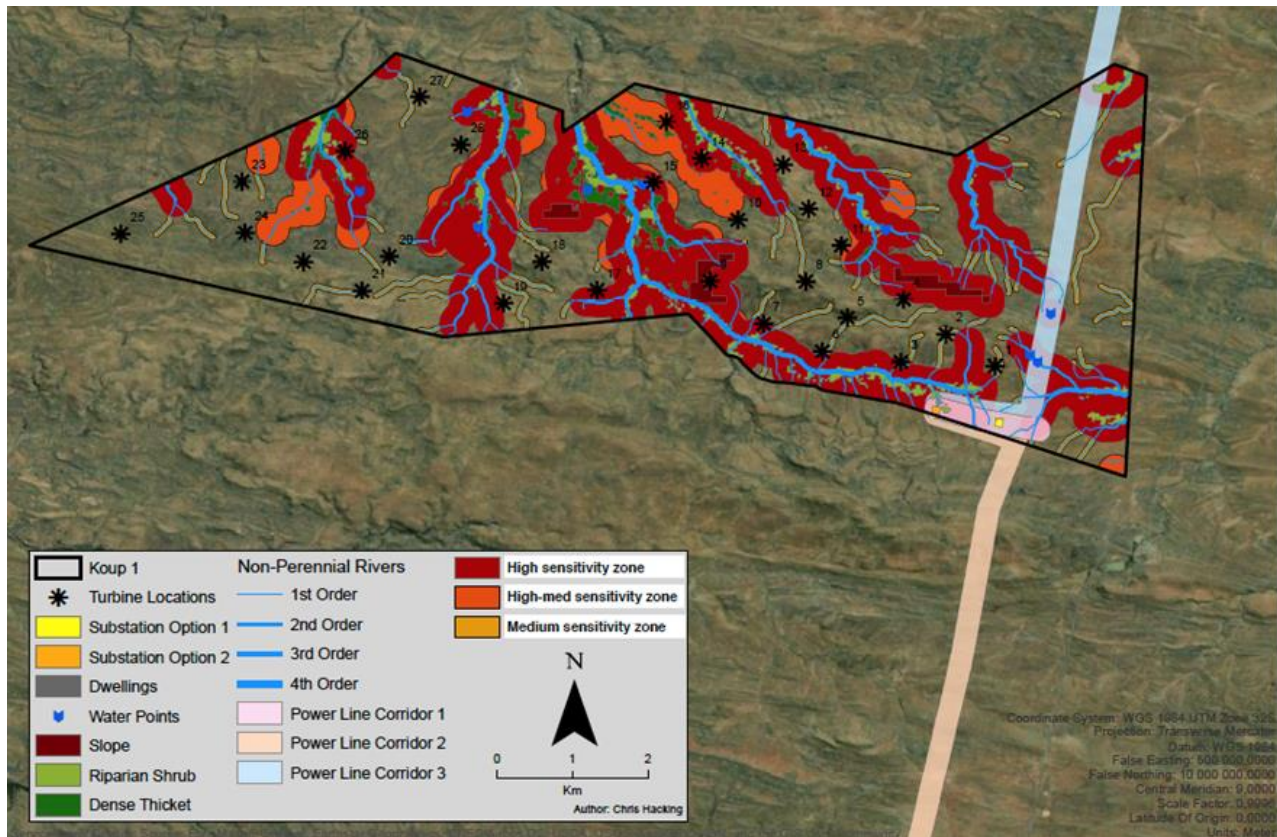 27
26
28
16
14
13
23
15
12
25
24
10
11
22
20
18
21
8
17
9
19
5
7
2
6
3
1
Koup 1
Turbine Locations
Substation Option 1
Substation Option 2
Dwellings
Water Points
Slope
Riparian Shrub
Dense Thicket
Non-Perennial Rivers
1st Order
2nd Order
3rd Order
4th Order
Power Line Corridor 1
Power Line Corridor 2
Power Line Corridor 3
High sensitivity zone
High-med sensitivity zone
Medium sensitivity zone
N
0 1 2
Km
Author: Chris Hacking
Coordinate System: WGS 1984 UTM Zone 32S
Projection: Transverse Mercator
Datum: WGS 1984
False Easting: 500 000,0000
False Northing: 10 000 000,0000
Central Meridian: 9,0000
Scale Factor: 0,9996
Latitude Of Origin: 0,0000
Units: Meter